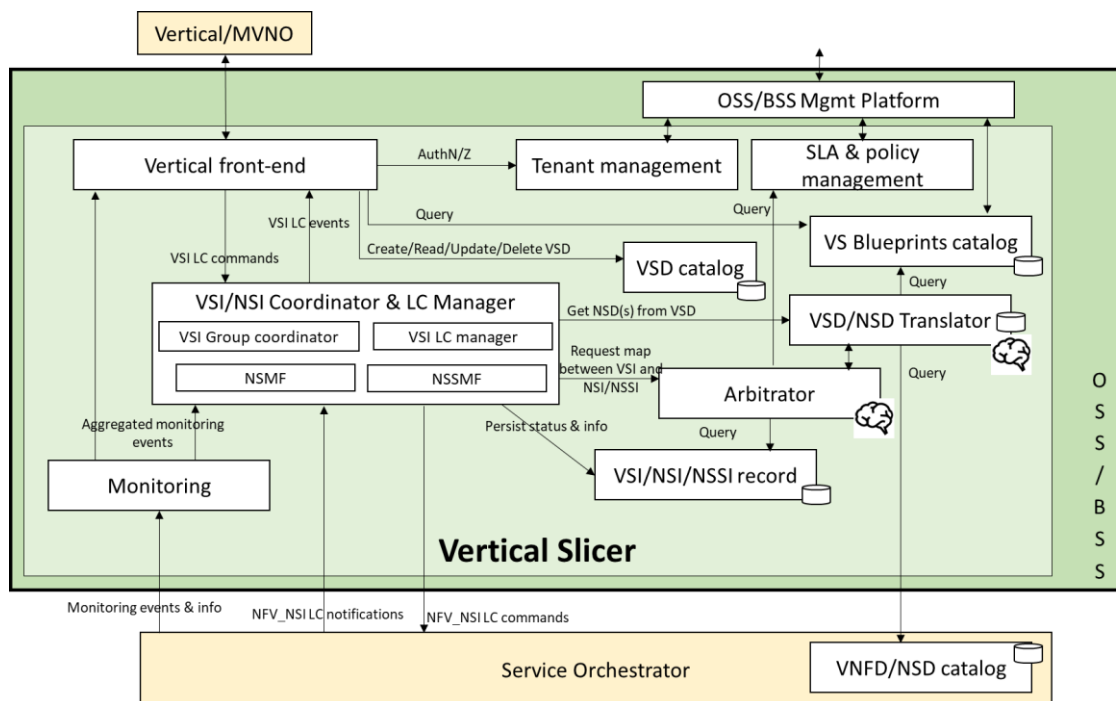 Vertical/MVNO
OSS/BSS Mgmt Platform
Vertical front-end
AuthN/Z
Tenant management
SLA & policy
management
VSI LC events
Query
Query
VS Blueprints catalog
VSI LC commands
Create/Read/Update/Delete VSD
VSD catalog
Query
VSI/NSI Coordinator & LC Manager
VSI Group coordinator
VSI LC manager
NSMF
NSSMF
Get NSD(s) from VSD
VSD/NSD Translator
Request map
between VSI and
NSI/NSSI
Query
Arbitrator
Aggregated monitoring
events
Persist status & info
Query
Monitoring
VSI/NSI/NSSI record
Vertical Slicer
O
S
S
/
B
S
S
Monitoring events & info
NFV_NSI LC notifications
NFV_NSI LC commands
Service Orchestrator
VNFD/NSD catalog